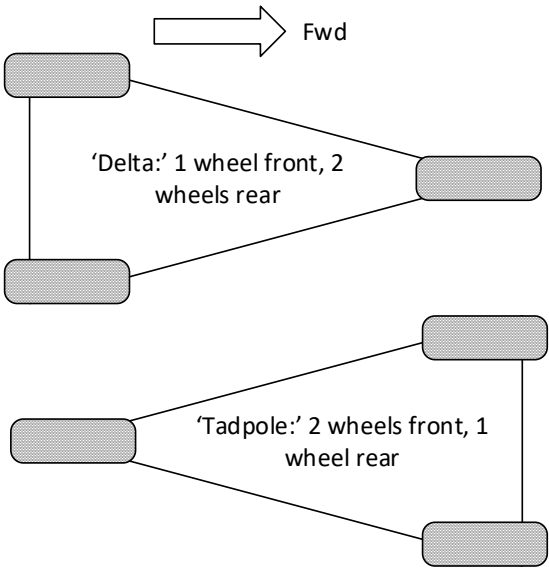 Fwd
‘Delta:’ 1 wheel front, 2
wheels rear
‘Tadpole:’ 2 wheels front, 1
wheel rear